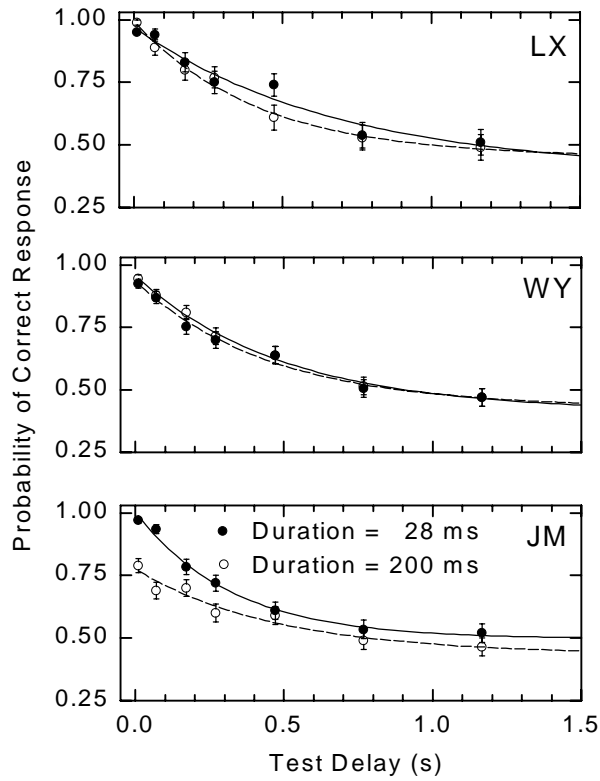 Probability of Correct Response
1.00
0.75
0.50
0.25
LX
1.00
0.75
0.50
0.25
WY
1.00
0.75
0.50
0.25
JM
Duration = 28 ms
Duration = 200 ms
0.0 0.5 1.0 1.5
Test Delay (s)